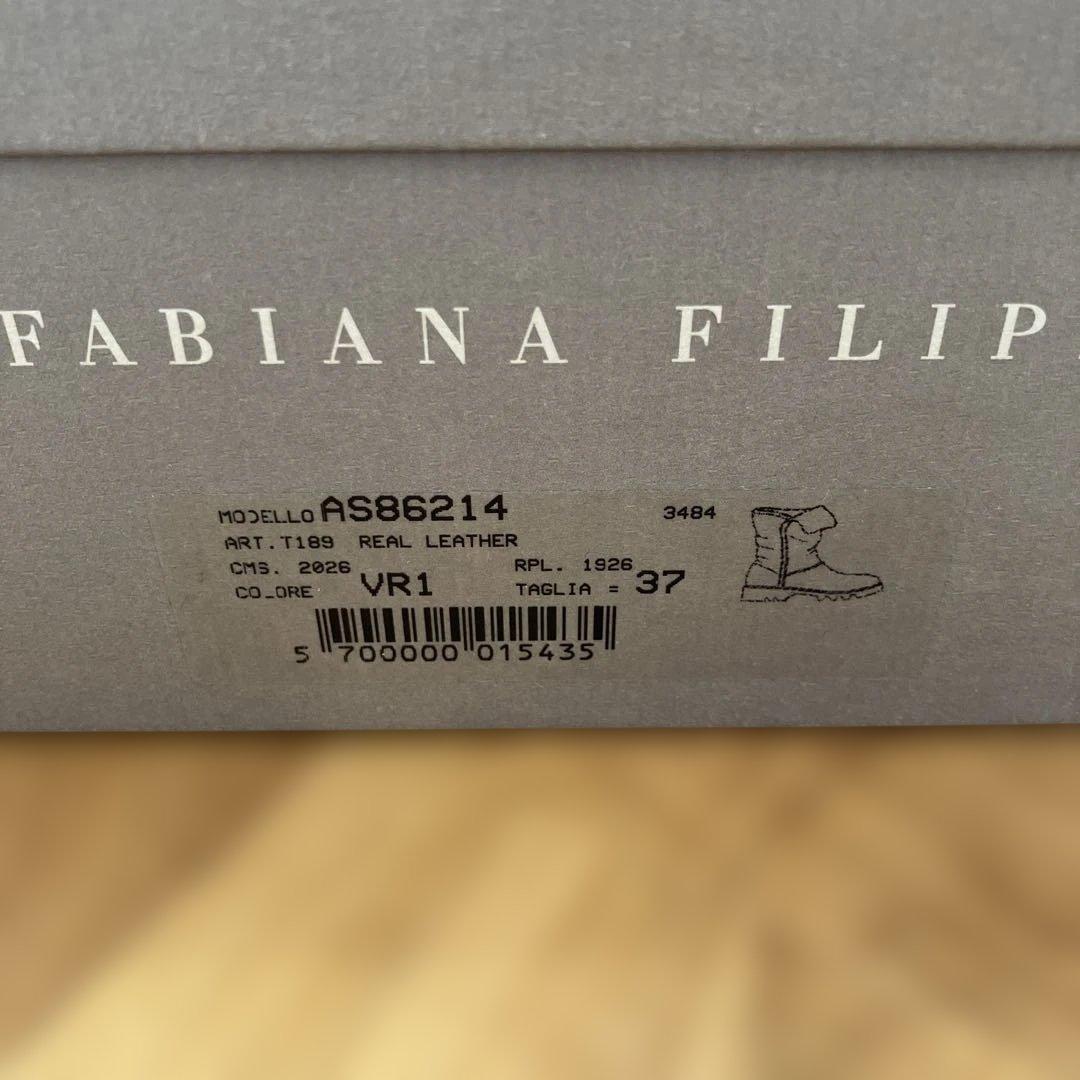 FABIANA FILIP
MODELLO AS86214 3484
ART.T189 REAL LEATHER
CMS. 2026 RPL. 1926
COLORE VR1 TAGLIA = 37
5 700000 015435